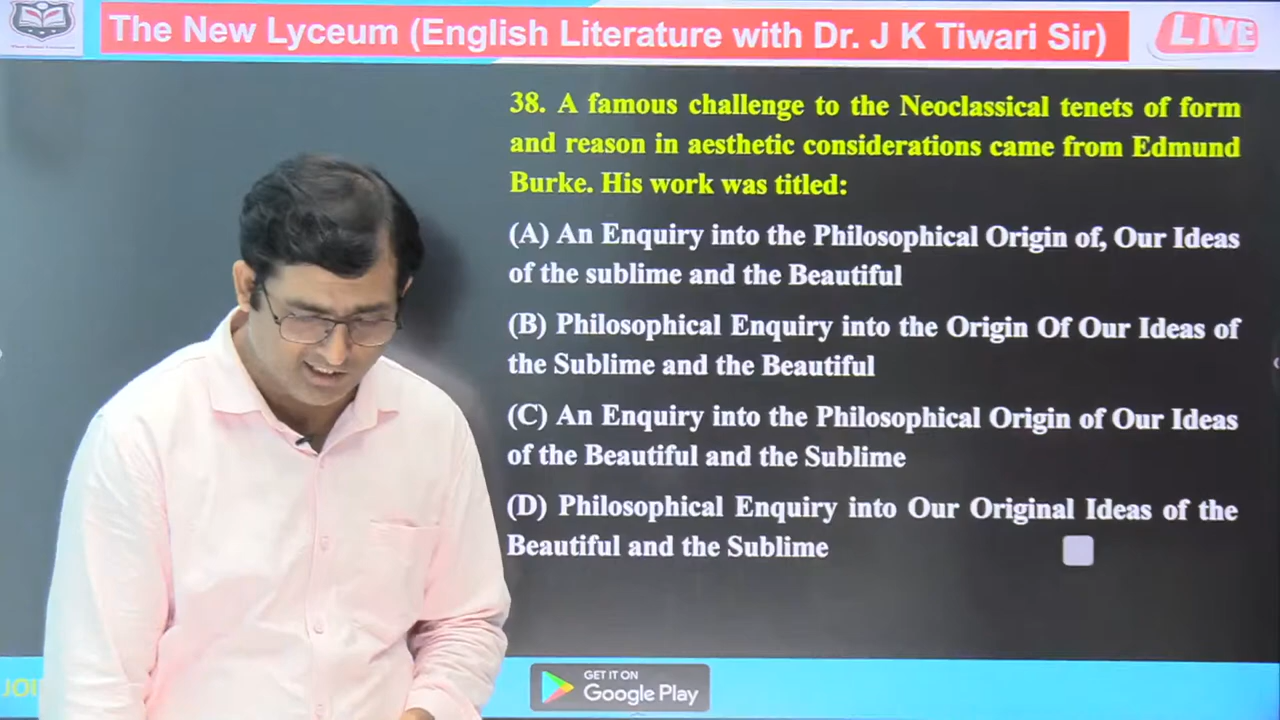 The New Lyceum (English Literature with Dr. J K Tiwari Sir)
LIVE
38. A famous challenge to the Neoclassical tenets of form
and reason in aesthetic considerations came from Edmund
Burke. His work was titled:
(A) An Enquiry into the Philosophical Origin of, Our Ideas
of the sublime and the Beautiful
(B) Philosophical Enquiry into the Origin Of Our Ideas of
the Sublime and the Beautiful
(C) An Enquiry into the Philosophical Origin of Our Ideas
of the Beautiful and the Sublime
(D) Philosophical Enquiry into Our Original Ideas of the
Beautiful and the Sublime
JOI
GET IT ON
Google Play